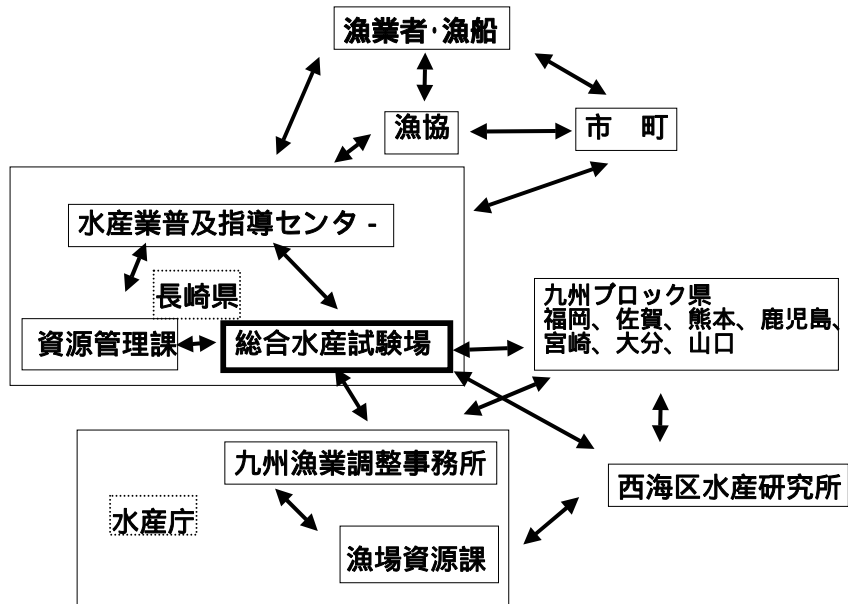 漁業者・漁船
漁協
市　町
水産業普及指導センタ-
長崎県
資源管理課
総合水産試験場
九州ブロック県
福岡、佐賀、熊本、鹿児島、
宮崎、大分、山口
九州漁業調整事務所
西海区水産研究所
水産庁
漁場資源課